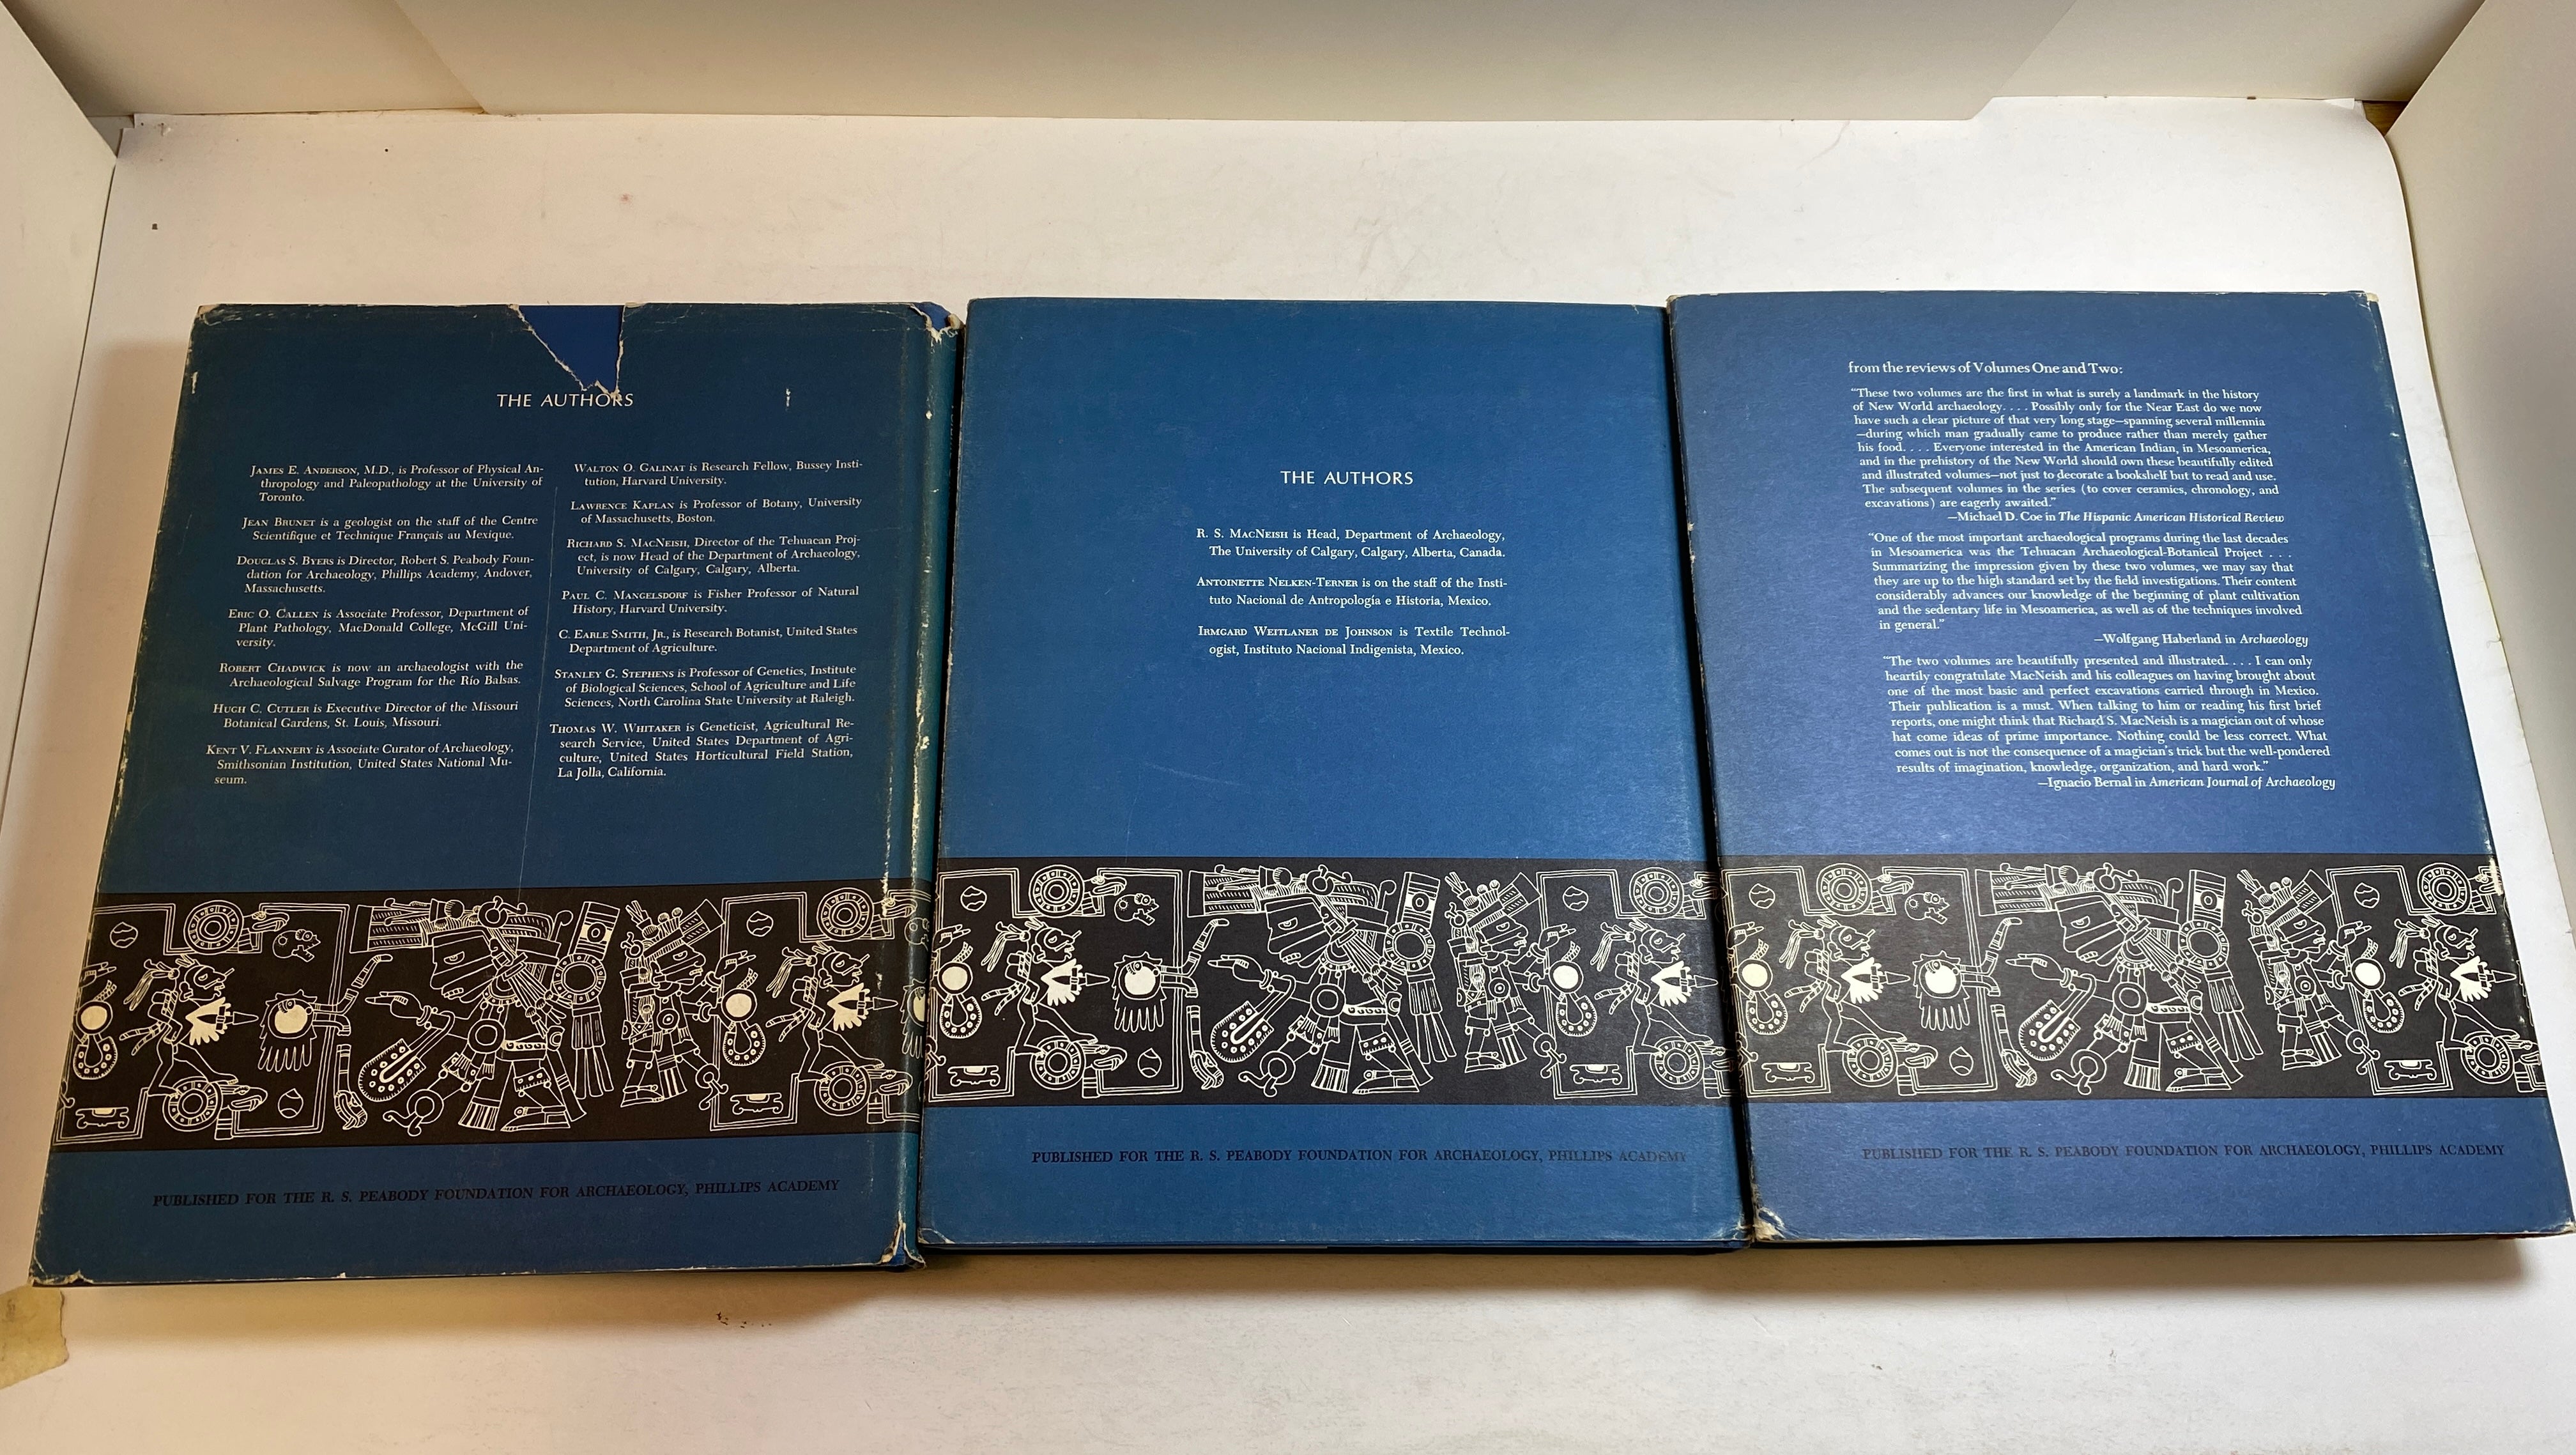 THE AUTHORS
JAMES E. ANDERSON, M.D., is Professor of Physical An-
thropology and Paleopathology at the University of
Toronto.
JEAN BRUNET is a geologist on the staff of the Centre
Scientifique et Technique Français au Mexique.
DOUGLAS S. BYERS is Director, Robert S. Peabody Foun-
dation for Archaeology, Phillips Academy, Andover,
Massachusetts.
ERIC O. CALLEN is Associate Professor, Department of
Plant Pathology, MacDonald College, McGill Uni-
versity.
ROBERT CHADWICK is now an archaeologist with the
Archaeological Salvage Program for the Río Balsas.
HUGH C. CUTLER is Executive Director of the Missouri
Botanical Gardens, St. Louis, Missouri.
KENT V. FLANNERY is Associate Curator of Archaeology,
Smithsonian Institution, United States National Mu-
seum.
WALTON O. GALINAT is Research Fellow, Bussey Insti-
tution, Harvard University.
LAWRENCE KAPLAN is Professor of Botany, University
of Massachusetts, Boston.
RICHARD S. MACNEISH, Director of the Tehuacan Proj-
ect, is now Head of the Department of Archaeology,
University of Calgary, Calgary, Alberta.
PAUL C. MANGELSDORF is Fisher Professor of Natural
History, Harvard University.
C. EARLE SMITH, JR., is Research Botanist, United States
Department of Agriculture.
STANLEY G. STEPHENS is Professor of Genetics, Institute
of Biological Sciences, School of Agriculture and Life
Sciences, North Carolina State University at Raleigh.
THOMAS W. WHITAKER is Geneticist, Agricultural Re-
search Service, United States Department of Agri-
culture, United States Horticultural Field Station,
La Jolla, California.
PUBLISHED FOR THE R. S. PEABODY FOUNDATION FOR ARCHAEOLOGY, PHILLIPS ACADEMY
THE AUTHORS
R. S. MACNEISH is Head, Department of Archaeology,
The University of Calgary, Calgary, Alberta, Canada.
ANTOINETTE NELKEN-TERNER is on the staff of the Insti-
tuto Nacional de Antropología e Historia, Mexico.
IRMGARD WEITLANER DE JOHNSON is Textile Technol-
ogist, Instituto Nacional Indigenista, Mexico.
PUBLISHED FOR THE R. S. PEABODY FOUNDATION FOR ARCHAEOLOGY, PHILLIPS ACADEMY
from the reviews of Volumes One and Two:
"These two volumes are the first in what is surely a landmark in the history
of New World archaeology. . . . Possibly only for the Near East do we now
have such a clear picture of that very long stage—spanning several millennia
—during which man gradually came to produce rather than merely gather
his food. . . . Everyone interested in the American Indian, in Mesoamerica,
and in the prehistory of the New World should own these beautifully edited
and illustrated volumes—not just to decorate a bookshelf but to read and use.
The subsequent volumes in the series (to cover ceramics, chronology, and
excavations) are eagerly awaited."
—Michael D. Coe in The Hispanic American Historical Review
"One of the most important archaeological programs during the last decades
in Mesoamerica was the Tehuacan Archaeological-Botanical Project . . .
Summarizing the impression given by these two volumes, we may say that
they are up to the high standard set by the field investigations. Their content
considerably advances our knowledge of the beginning of plant cultivation
and the sedentary life in Mesoamerica, as well as of the techniques involved
in general."
—Wolfgang Haberland in Archaeology
"The two volumes are beautifully presented and illustrated. . . . I can only
heartily congratulate MacNeish and his colleagues on having brought about
one of the most basic and perfect excavations carried through in Mexico.
Their publication is a must. When talking to him or reading his first brief
reports, one might think that Richard S. MacNeish is a magician out of whose
hat come ideas of prime importance. Nothing could be less correct. What
comes out is not the consequence of a magician's trick but the well-pondered
results of imagination, knowledge, organization, and hard work."
—Ignacio Bernal in American Journal of Archaeology
PUBLISHED FOR THE R. S. PEABODY FOUNDATION FOR ARCHAEOLOGY, PHILLIPS ACADEMY